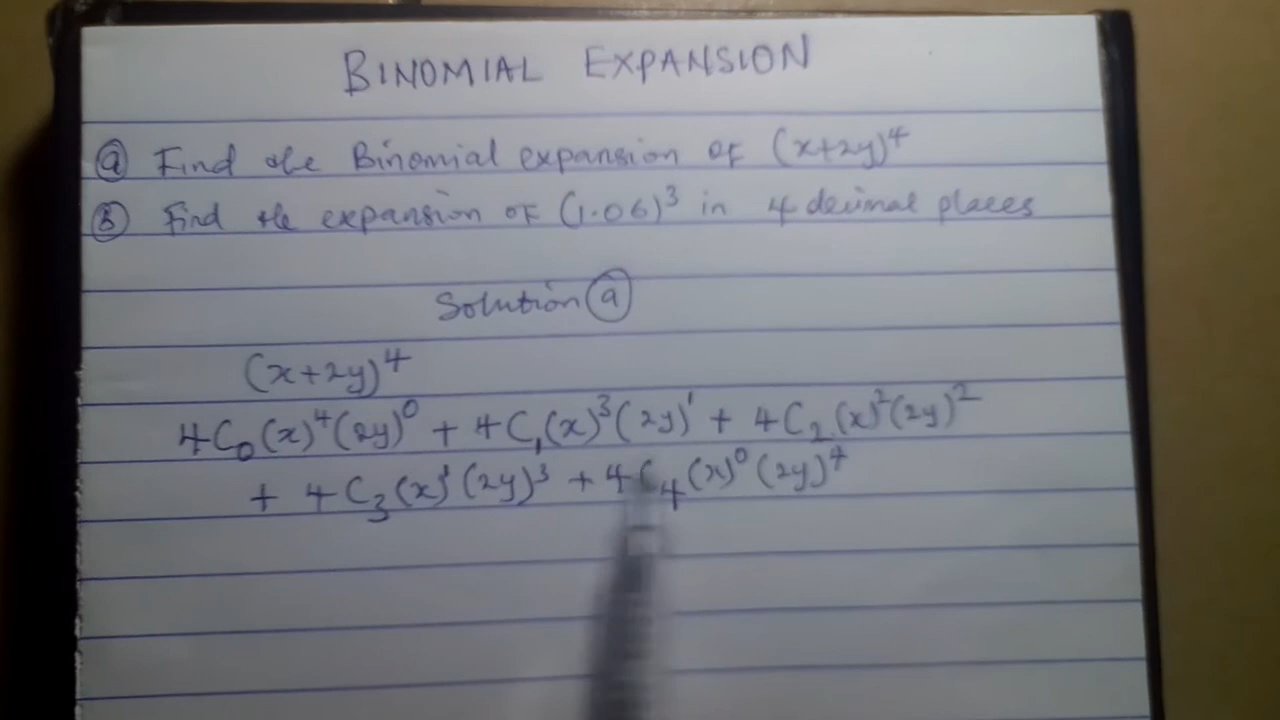 BINOMIAL EXPANSION
(a) Find the Binomial expansion of (x+2y)⁴
(b) Find the expansion of (1.06)³ in 4 decimal places
Solution (a)
(x+2y)⁴
4C₀(x)⁴(2y)⁰ + 4C₁(x)³(2y)¹ + 4C₂(x)²(2y)²
+ 4C₃(x)¹(2y)³ + 4C₄(x)⁰(2y)⁴